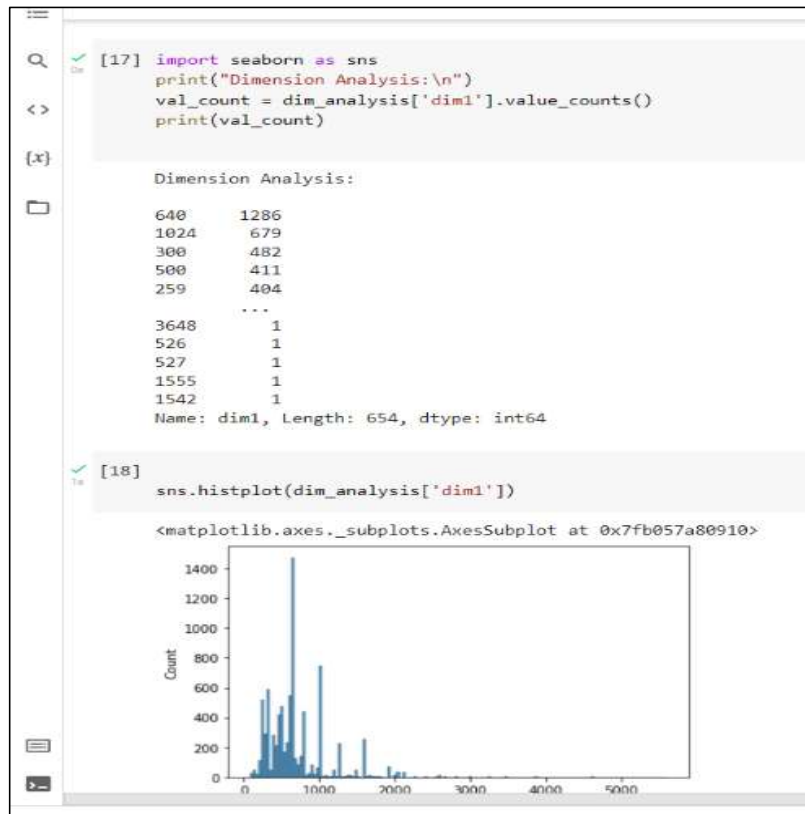 [17] import seaborn as sns
print("Dimension Analysis:\n")
val_count = dim_analysis['dim1'].value_counts()
print(val_count)
{x}
Dimension Analysis:
640 1286
1024 679
300 482
500 411
259 404
...
3648 1
526 1
527 1
1555 1
1542 1
Name: dim1, Length: 654, dtype: int64
[18]
sns.histplot(dim_analysis['dim1'])
<matplotlib.axes._subplots.AxesSubplot at 0x7fb057a80910>
1400
1200
1000
800
600
400
200
0
Count
0 1000 2000 3000 4000 5000